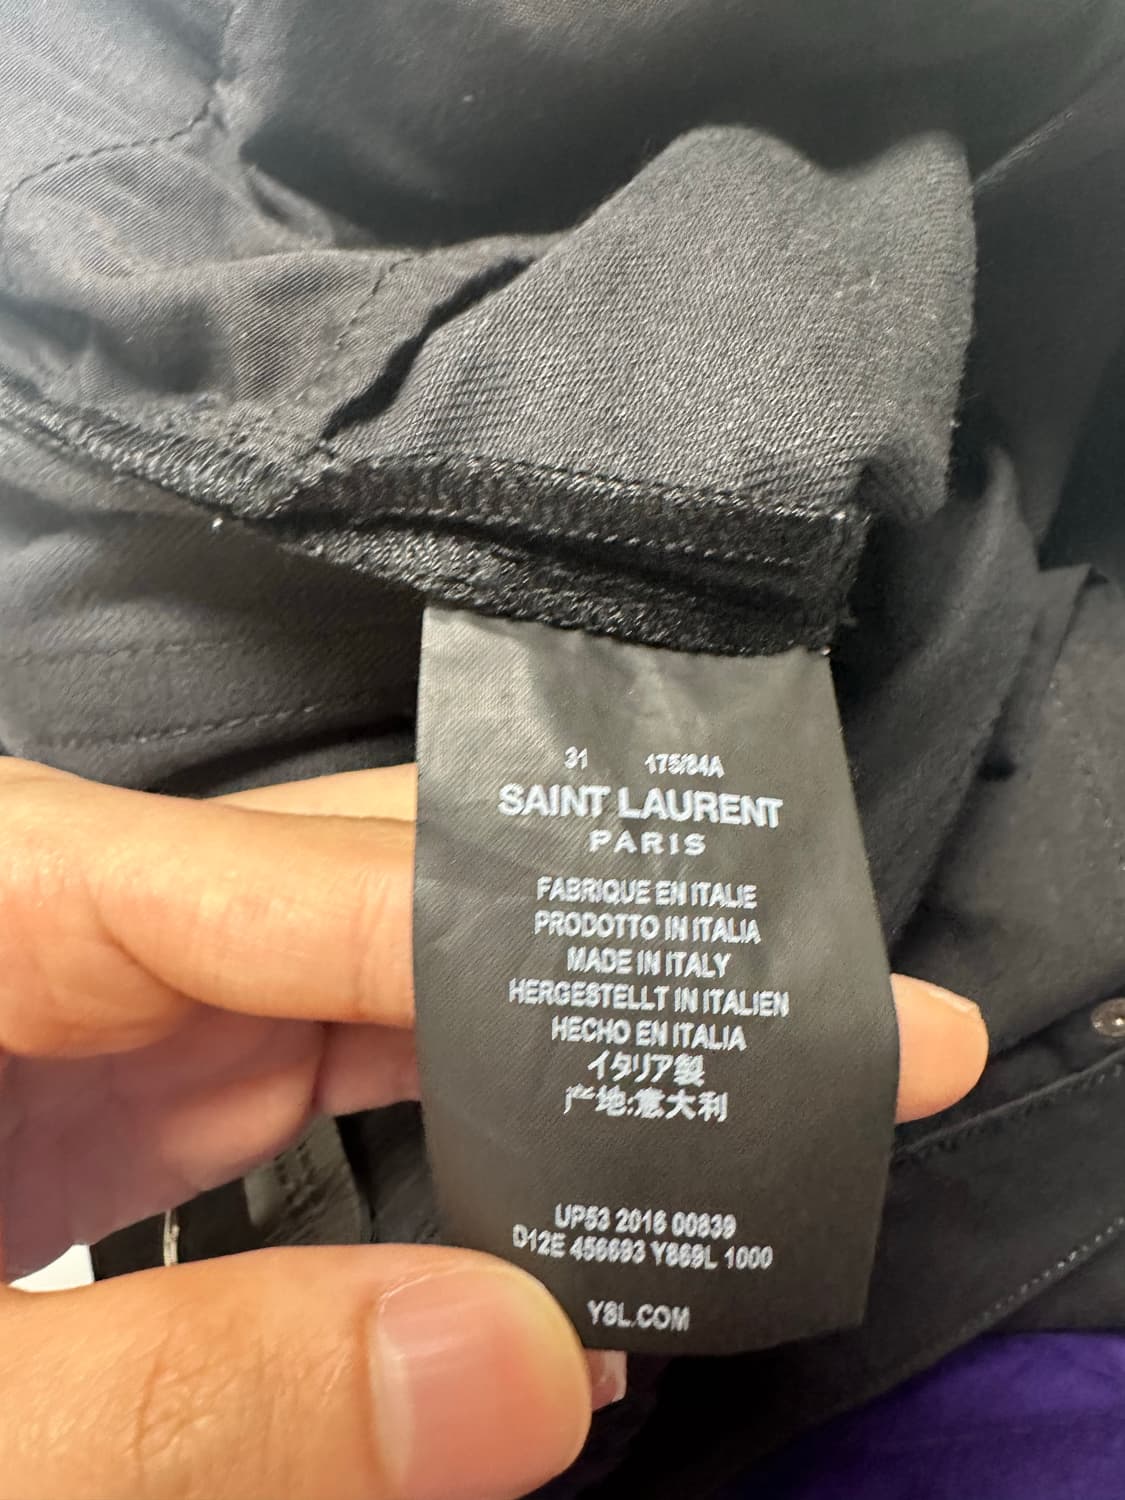 31 175/84A
SAINT LAURENT
PARIS
FABRIQUE EN ITALIE
PRODOTTO IN ITALIA
MADE IN ITALY
HERGESTELLT IN ITALIEN
HECHO EN ITALIA
イタリア製
产地:意大利
UP53 2016 00839
D12E 456693 Y869L 1000
YSL.COM